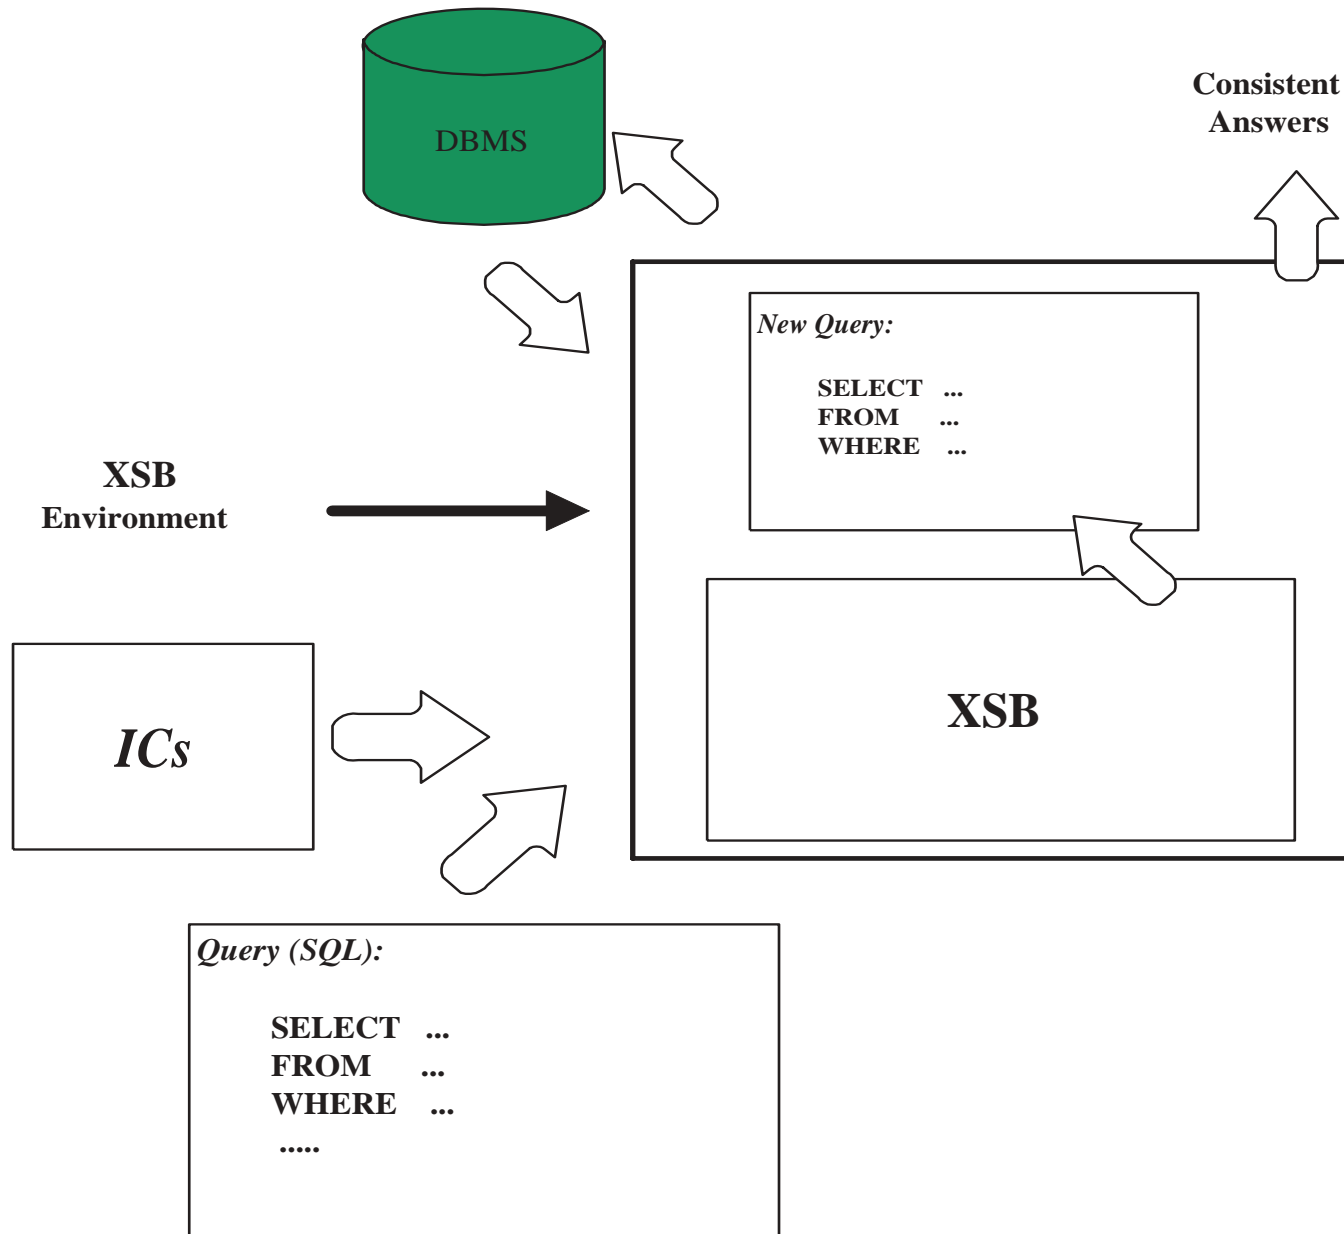 DBMS
Consistent
Answers
New Query:
SELECT ...
FROM ...
WHERE ...
XSB
Environment
ICs
XSB
Query (SQL):
SELECT ...
FROM ...
WHERE ...
.....